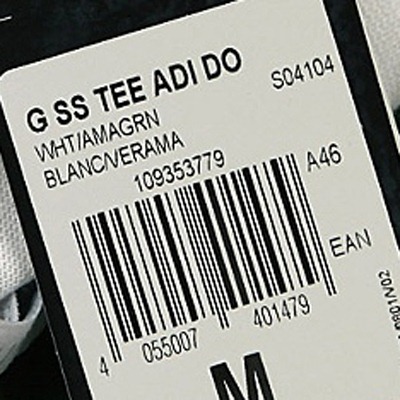 G SS TEE ADI DO
S04104
WHT/AMAGRN
BLANC/VERAMA
109353779
A46
EAN
4 055007 401479
M